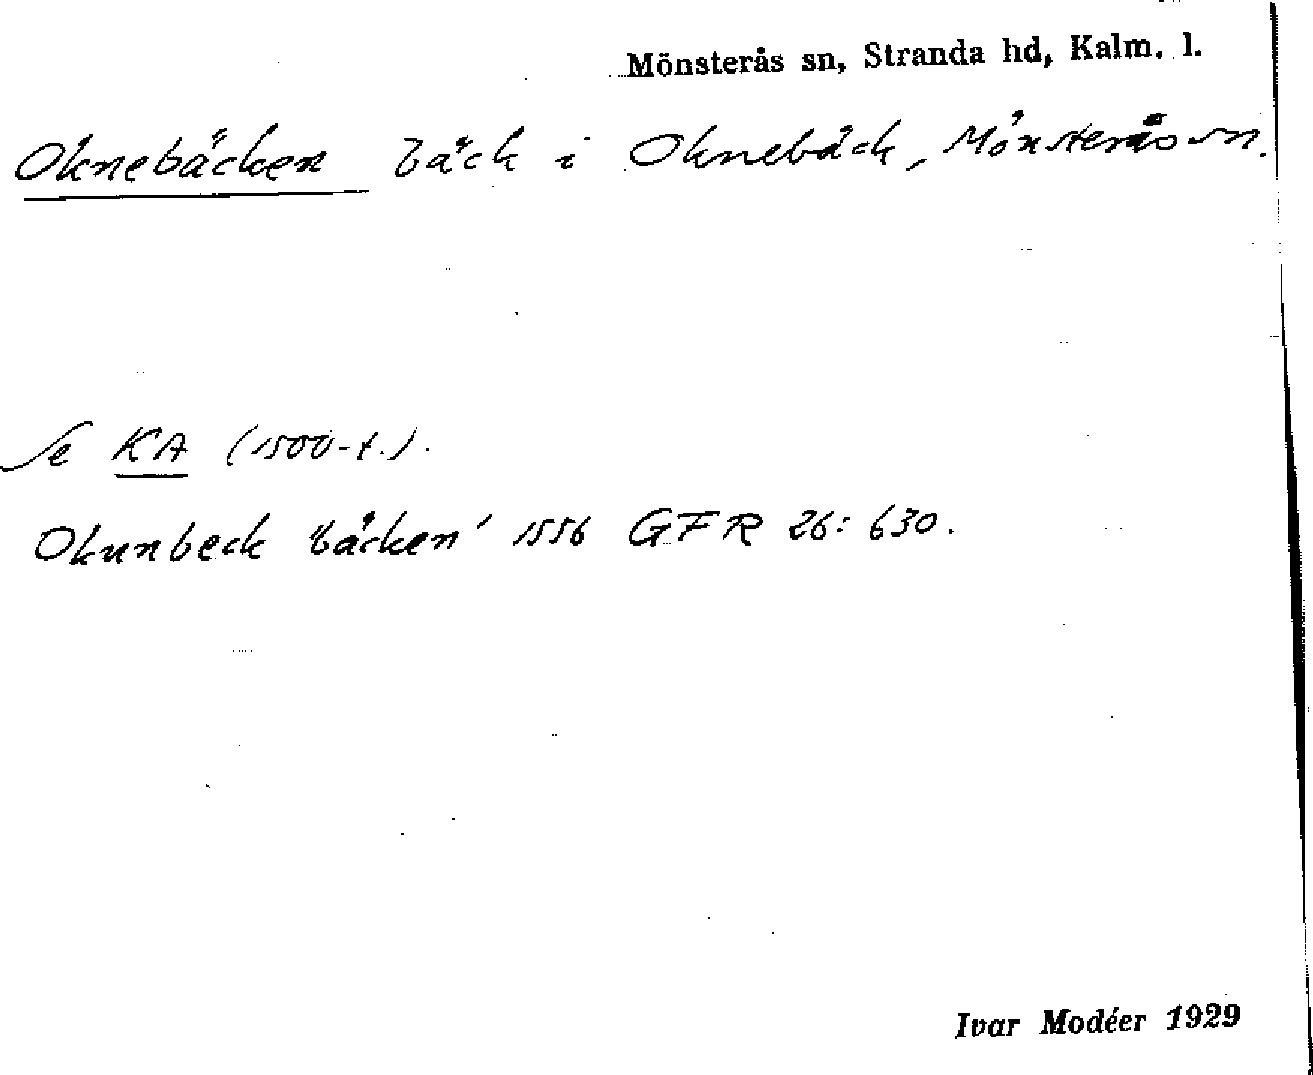 Mönsterås sn, Stranda hd, Kalm. l.
Oknebäcken bäck i Oknebäck, Mönsterås sn.
Se KA (1500-t.).
Okunbeck 'bäcken' 1556 GFR 26: 630.
Ivar Modéer 1929